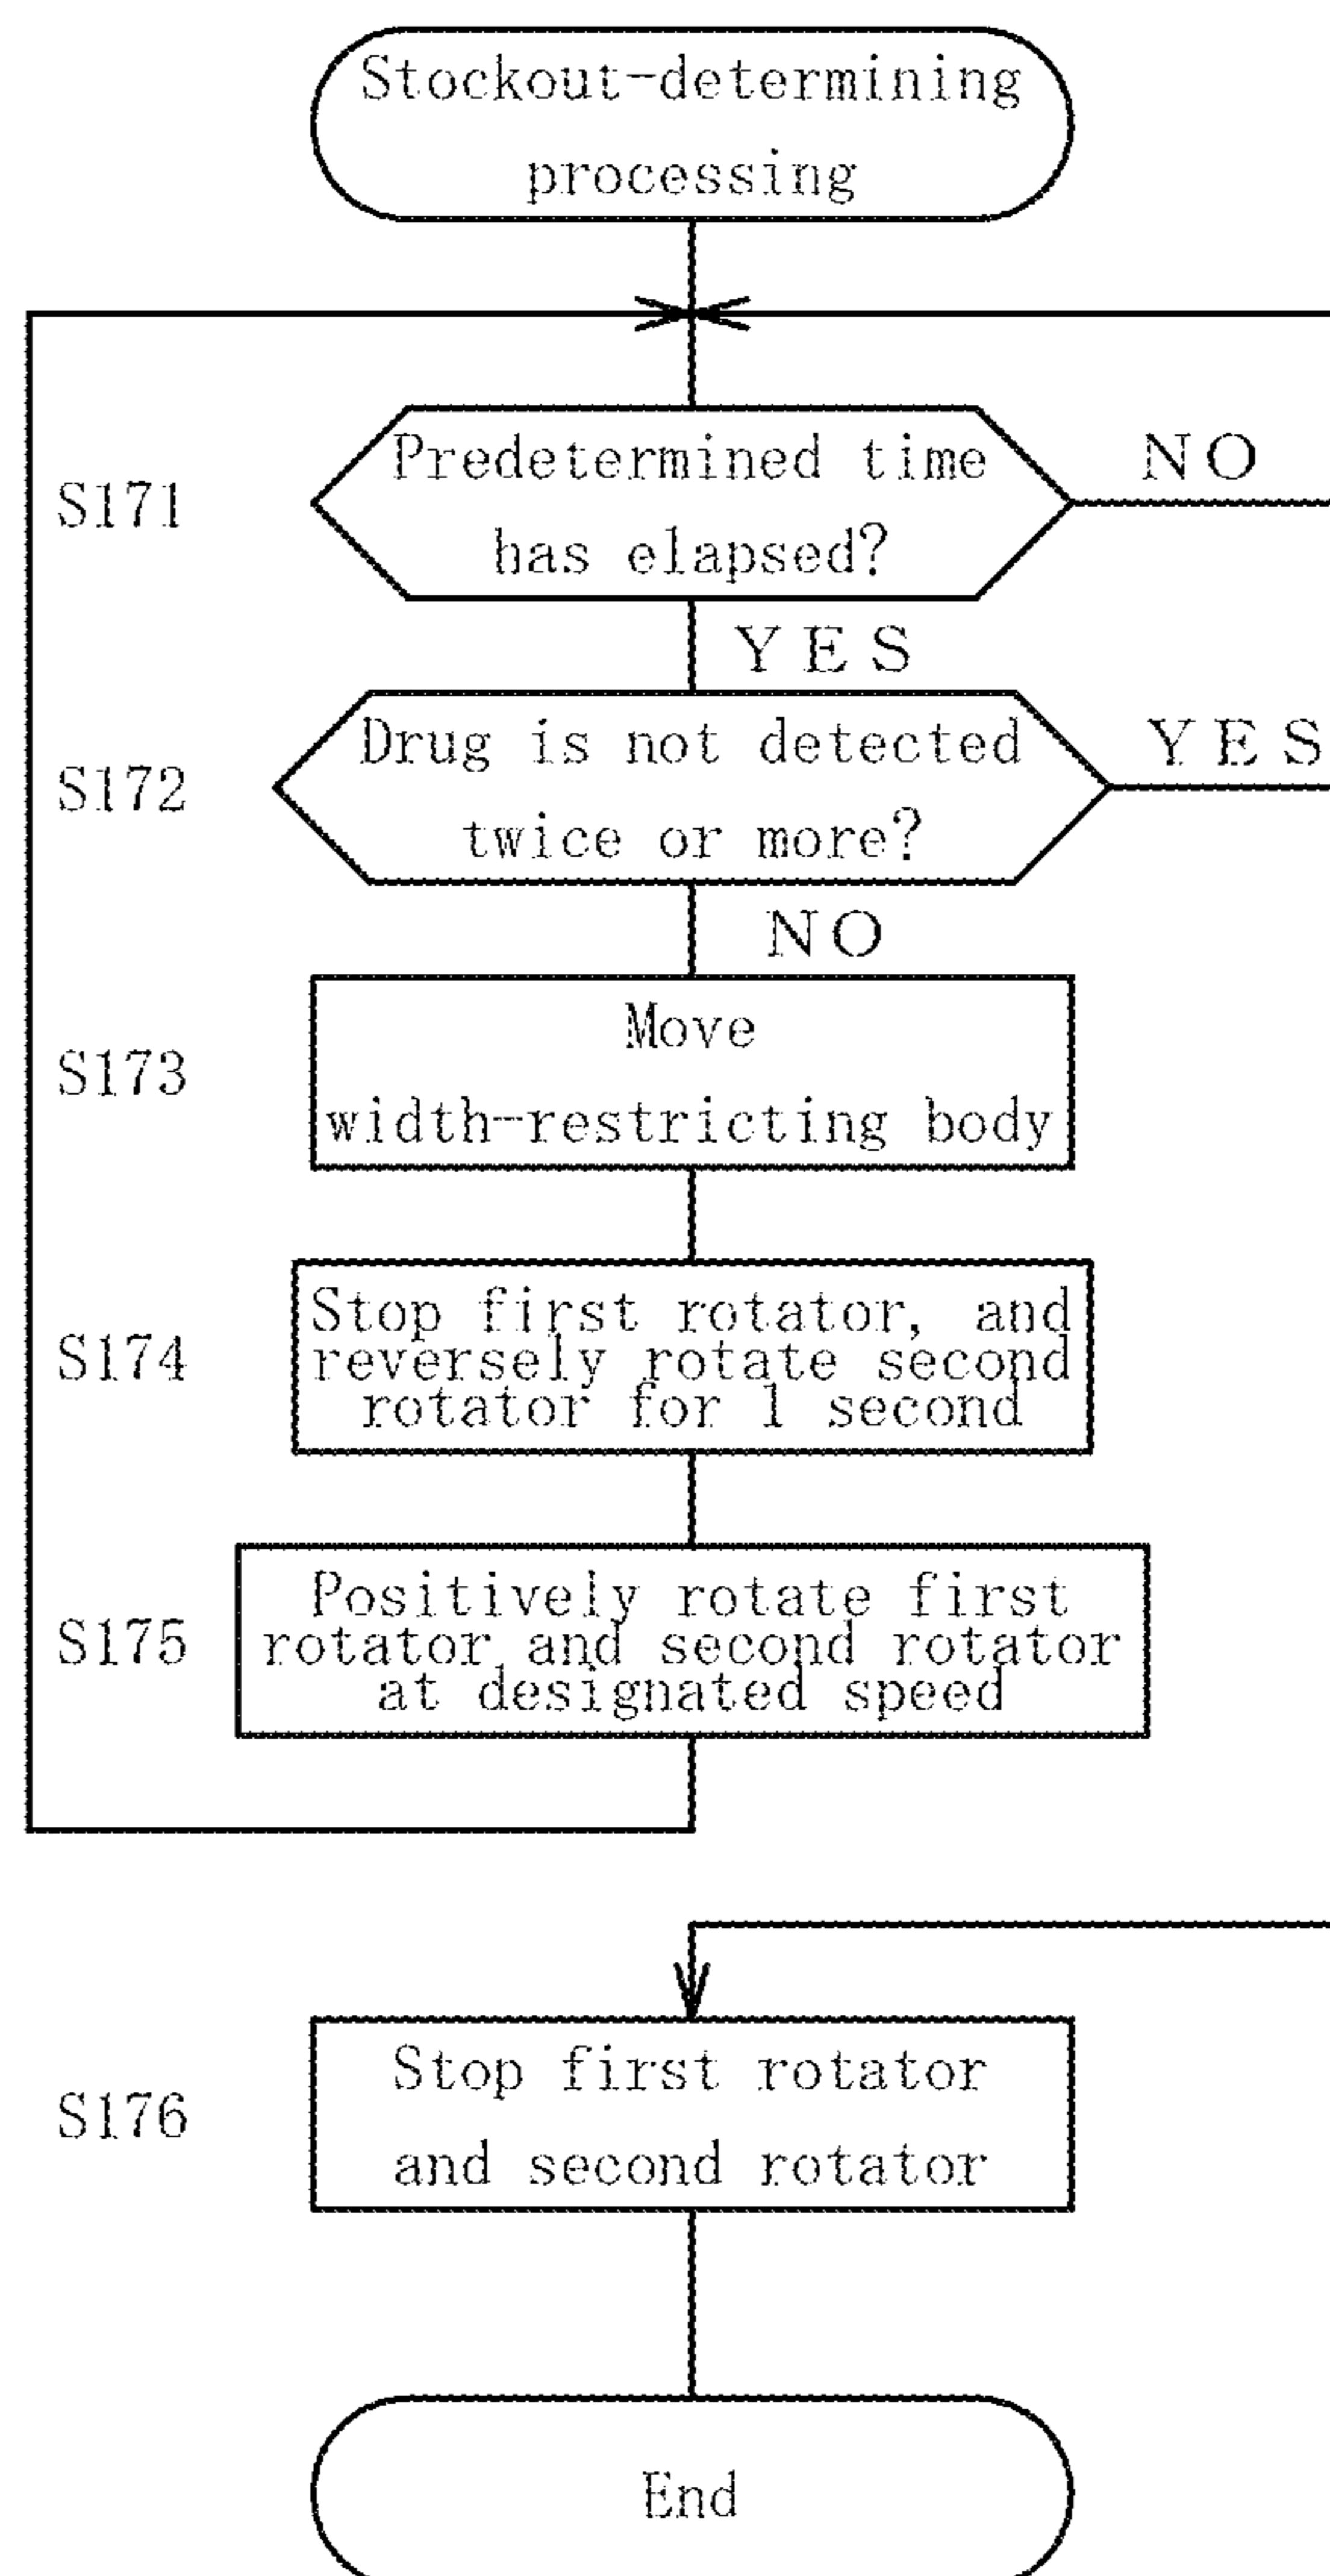 Stockout-determining
processing
S171
Predetermined time
has elapsed?
NO
YES
S172
Drug is not detected
twice or more?
YES
NO
S173
Move
width-restricting body
S174
Stop first rotator, and
reversely rotate second
rotator for 1 second
S175
Positively rotate first
rotator and second rotator
at designated speed
S176
Stop first rotator
and second rotator
End